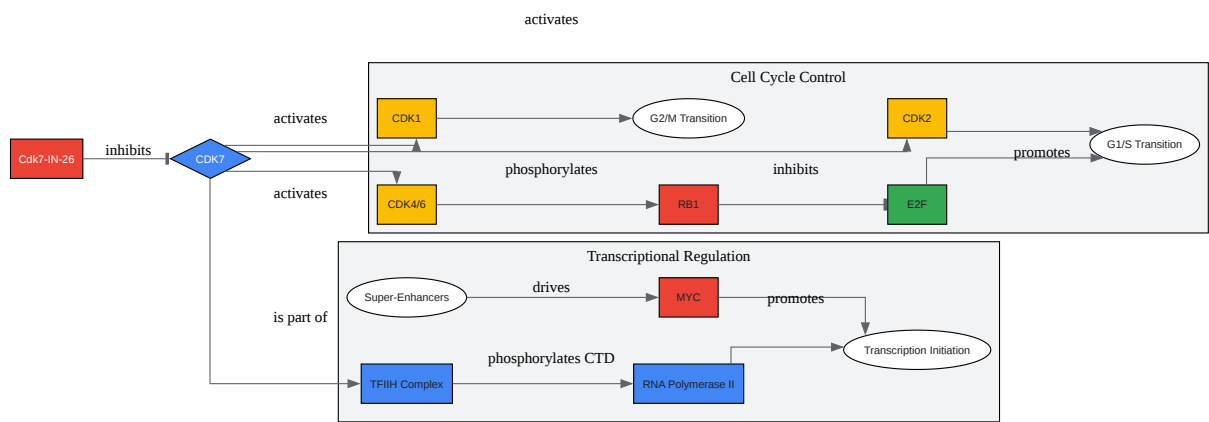 activates
Cell Cycle Control
activates
CDK1
G2/M Transition
CDK2
G1/S Transition
Cdk7-IN-26
inhibits
CDK7
promotes
phosphorylates
inhibits
activates
CDK4/6
RB1
E2F
Transcriptional Regulation
Super-Enhancers
drives
MYC
promotes
is part of
Transcription Initiation
phosphorylates CTD
TFIIH Complex
RNA Polymerase II